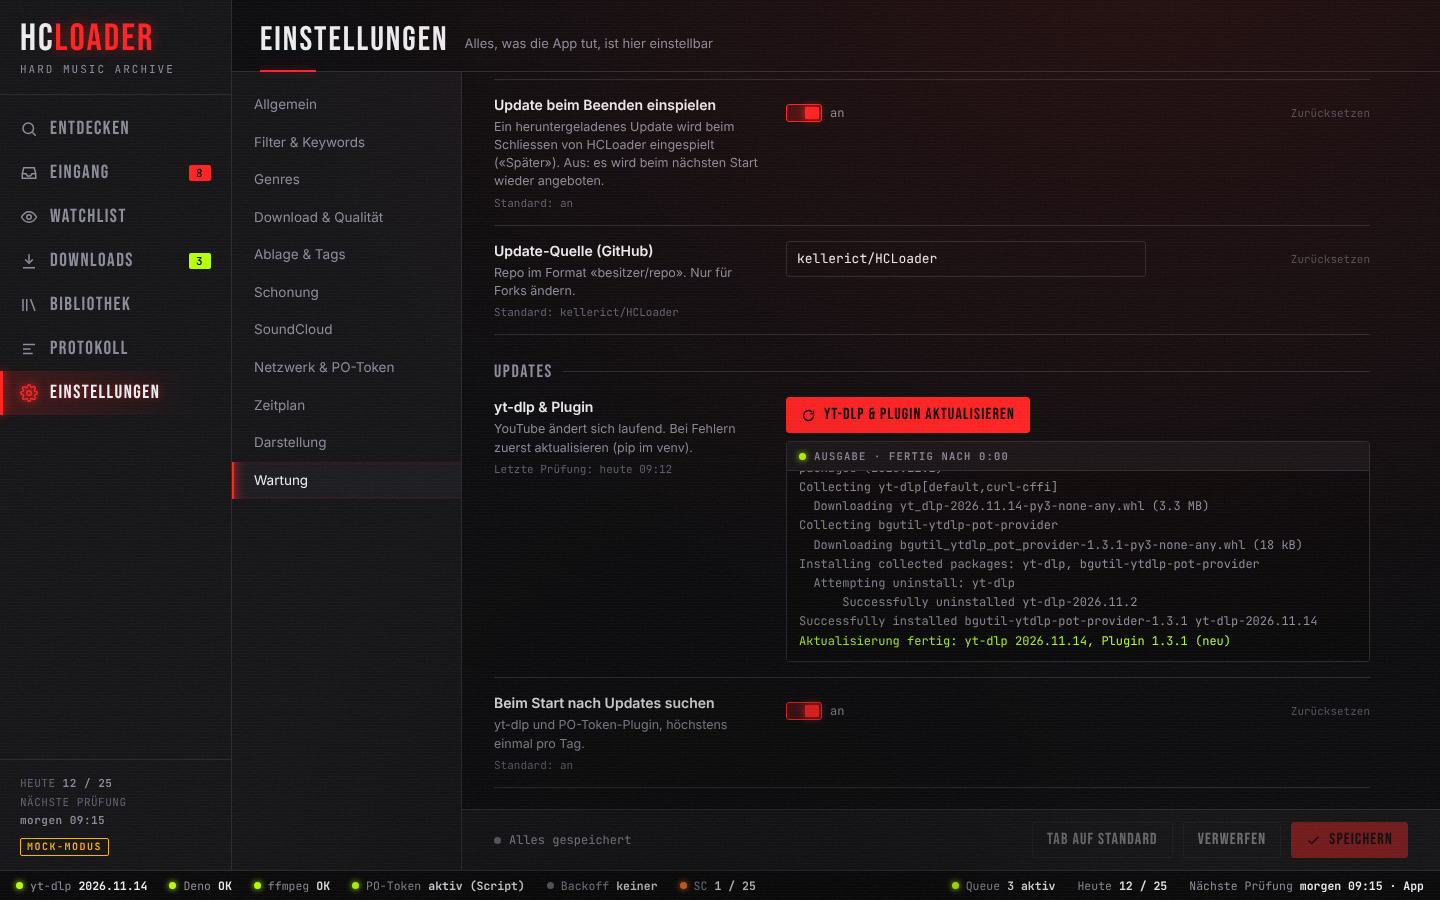 HCLOADER
HARD MUSIC ARCHIVE
ENTDECKEN
EINGANG 8
WATCHLIST
DOWNLOADS 3
BIBLIOTHEK
PROTOKOLL
EINSTELLUNGEN
HEUTE 12 / 25
NÄCHSTE PRÜFUNG
morgen 09:15
MOCK-MODUS
EINSTELLUNGEN Alles, was die App tut, ist hier einstellbar
Allgemein
Filter & Keywords
Genres
Download & Qualität
Ablage & Tags
Schonung
SoundCloud
Netzwerk & PO-Token
Zeitplan
Darstellung
Wartung
Update beim Beenden einspielen
Ein heruntergeladenes Update wird beim
Schliessen von HCLoader eingespielt
(«Später»). Aus: es wird beim nächsten Start
wieder angeboten.
Standard: an
an
Zurücksetzen
Update-Quelle (GitHub)
Repo im Format «besitzer/repo». Nur für
Forks ändern.
Standard: kellerict/HCLoader
kellerict/HCLoader
Zurücksetzen
UPDATES
yt-dlp & Plugin
YouTube ändert sich laufend. Bei Fehlern
zuerst aktualisieren (pip im venv).
Letzte Prüfung: heute 09:12
YT-DLP & PLUGIN AKTUALISIEREN
AUSGABE · FERTIG NACH 0:00
Collecting yt-dlp[default,curl-cffi]
Downloading yt_dlp-2026.11.14-py3-none-any.whl (3.3 MB)
Collecting bgutil-ytdlp-pot-provider
Downloading bgutil_ytdlp_pot_provider-1.3.1-py3-none-any.whl (18 kB)
Installing collected packages: yt-dlp, bgutil-ytdlp-pot-provider
Attempting uninstall: yt-dlp
Successfully uninstalled yt-dlp-2026.11.2
Successfully installed bgutil-ytdlp-pot-provider-1.3.1 yt-dlp-2026.11.14
Aktualisierung fertig: yt-dlp 2026.11.14, Plugin 1.3.1 (neu)
Beim Start nach Updates suchen
yt-dlp und PO-Token-Plugin, höchstens
einmal pro Tag.
Standard: an
an
Zurücksetzen
Alles gespeichert
TAB AUF STANDARD
VERWERFEN
SPEICHERN
yt-dlp 2026.11.14 Deno OK ffmpeg OK PO-Token aktiv (Script) Backoff keiner SC 1 / 25 Queue 3 aktiv Heute 12 / 25 Nächste Prüfung morgen 09:15 · App